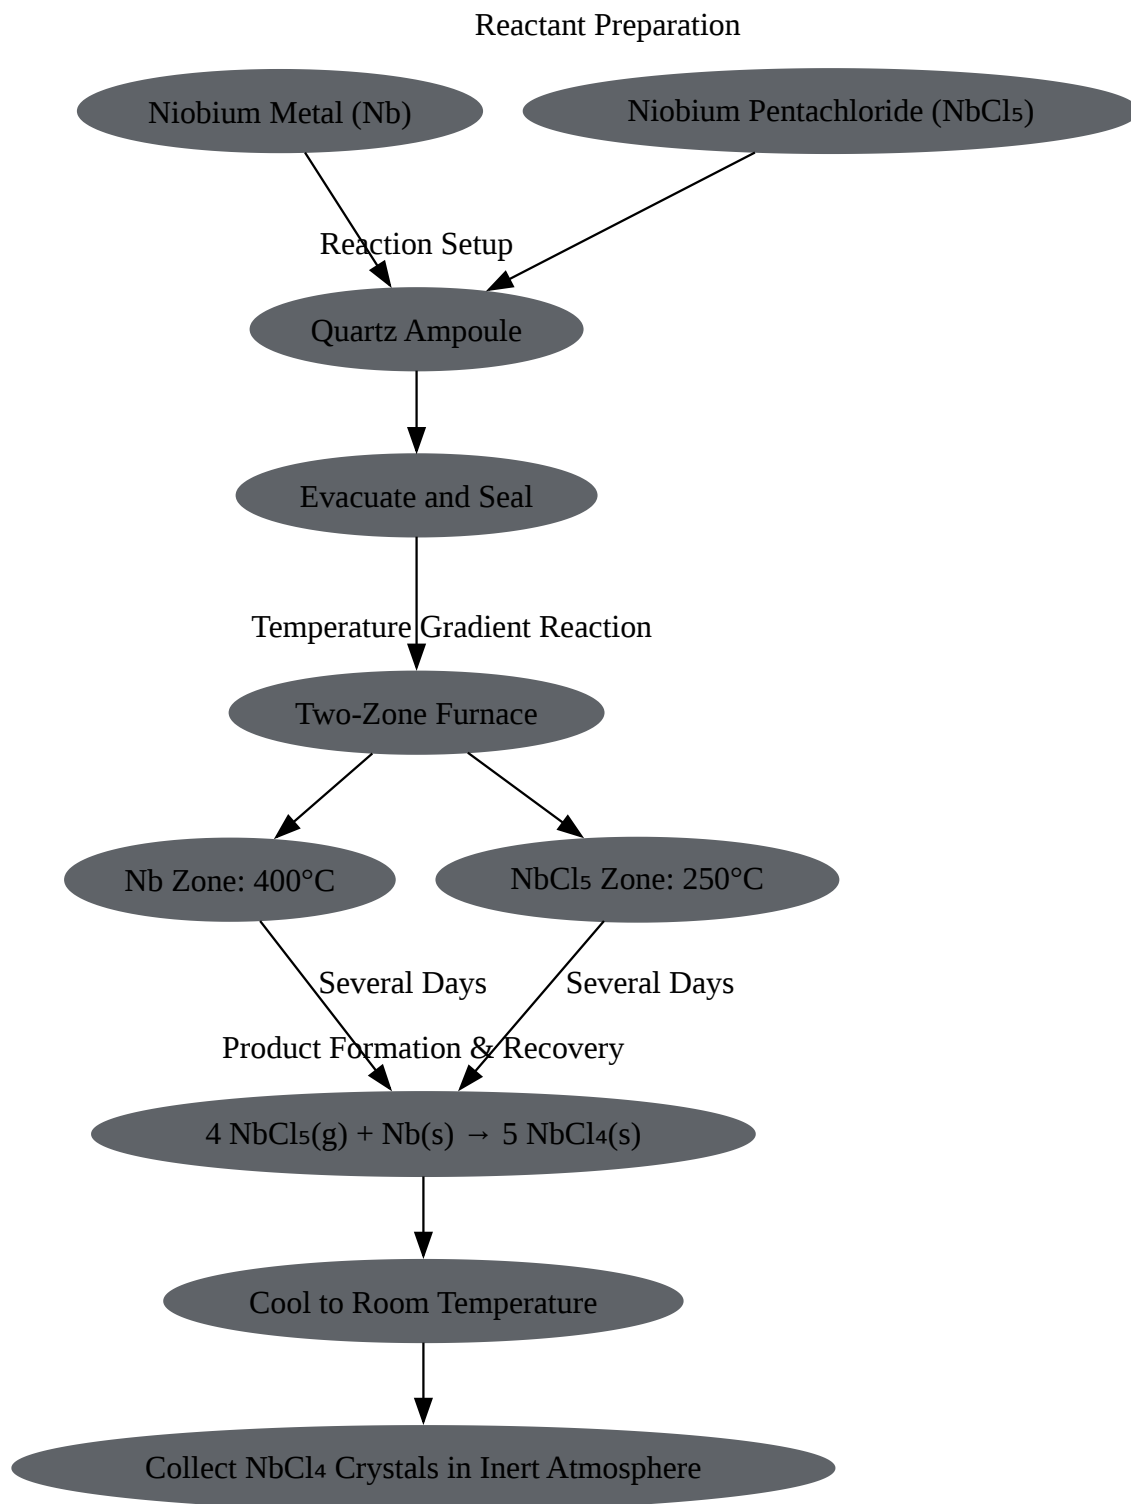 Reactant Preparation
Niobium Metal (Nb)
Niobium Pentachloride (NbCl₅)
Reaction Setup
Quartz Ampoule
Evacuate and Seal
Temperature Gradient Reaction
Two-Zone Furnace
Nb Zone: 400°C
NbCl₅ Zone: 250°C
Several Days
Several Days
Product Formation & Recovery
4 NbCl₅(g) + Nb(s) → 5 NbCl₄(s)
Cool to Room Temperature
Collect NbCl₄ Crystals in Inert Atmosphere